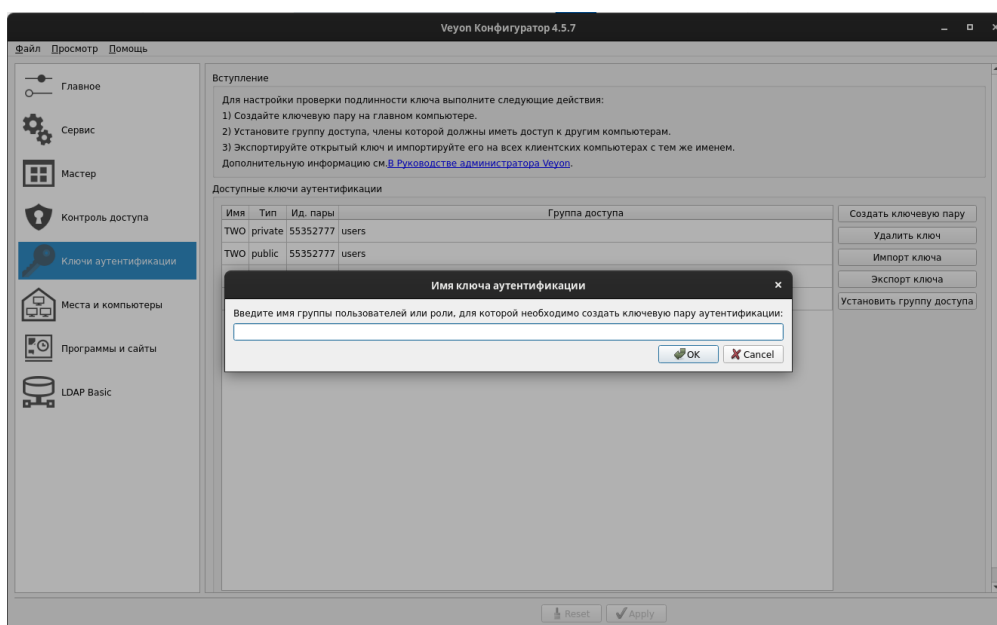 Veyon Конфигуратор 4.5.7
Файл Просмотр Помощь
Главное
Сервис
Мастер
Контроль доступа
Ключи аутентификации
Места и компьютеры
Программы и сайты
LDAP Basic
Вступление
Для настройки проверки подлинности ключа выполните следующие действия:
1) Создайте ключевую пару на главном компьютере.
2) Установите группу доступа, члены которой должны иметь доступ к другим компьютерам.
3) Экспортируйте открытый ключ и импортируйте его на всех клиентских компьютерах с тем же именем.
Дополнительную информацию см.В Руководстве администратора Veyon.
Доступные ключи аутентификации
Имя Тип Ид. пары Группа доступа
TWO private 55352777 users
TWO public 55352777 users
Создать ключевую пару
Удалить ключ
Импорт ключа
Экспорт ключа
Установить группу доступа
Имя ключа аутентификации
Введите имя группы пользователей или роли, для которой необходимо создать ключевую пару аутентификации:
OK Cancel
Reset Apply